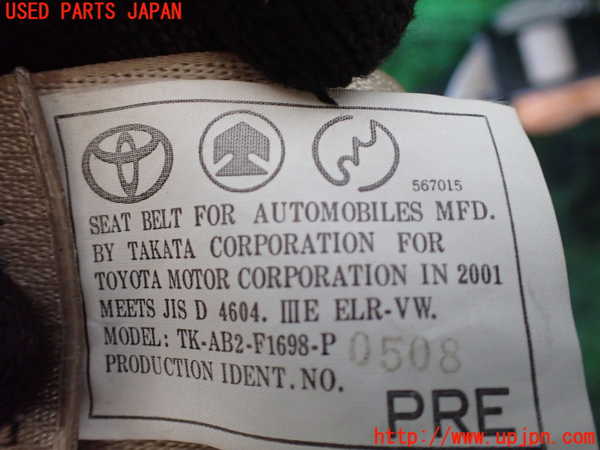 USED PARTS JAPAN
567015
SEAT BELT FOR AUTOMOBILES MFD.
BY TAKATA CORPORATION FOR
TOYOTA MOTOR CORPORATION IN 2001
MEETS JIS D 4604. IIIE ELR-VW.
MODEL: TK-AB2-F1698-P 0508
PRODUCTION IDENT.NO.
PRE
http://www.upjpn.com